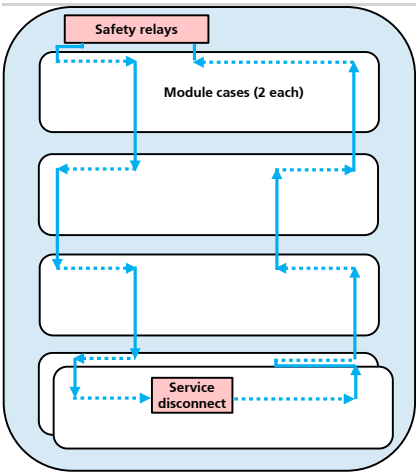 Safety relays
Module cases (2 each)
Service
disconnect